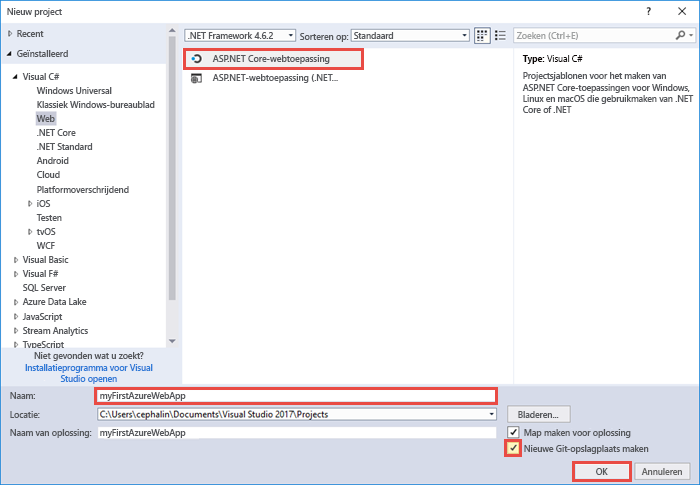 Nieuw project
? ×
Recent
Geïnstalleerd
Visual C#
Windows Universal
Klassiek Windows-bureaublad
Web
.NET Core
.NET Standard
Android
Cloud
Platformoverschrijdend
iOS
Testen
tvOS
WCF
Visual Basic
Visual F#
SQL Server
Azure Data Lake
JavaScript
Stream Analytics
TypeScript
Niet gevonden wat u zoekt?
Installatieprogramma voor Visual
Studio openen
.NET Framework 4.6.2
Sorteren op: Standaard
Zoeken (Ctrl+E)
ASP.NET Core-webtoepassing
ASP.NET-webtoepassing (.NET...
Type: Visual C#
Projectsjablonen voor het maken van
ASP.NET Core-toepassingen voor Windows,
Linux en macOS die gebruikmaken van .NET
Core of .NET
Naam: myFirstAzureWebApp
Locatie: C:\Users\cephalin\Documents\Visual Studio 2017\Projects
Bladeren...
Naam van oplossing: myFirstAzureWebApp
Map maken voor oplossing
Nieuwe Git-opslagplaats maken
OK
Annuleren